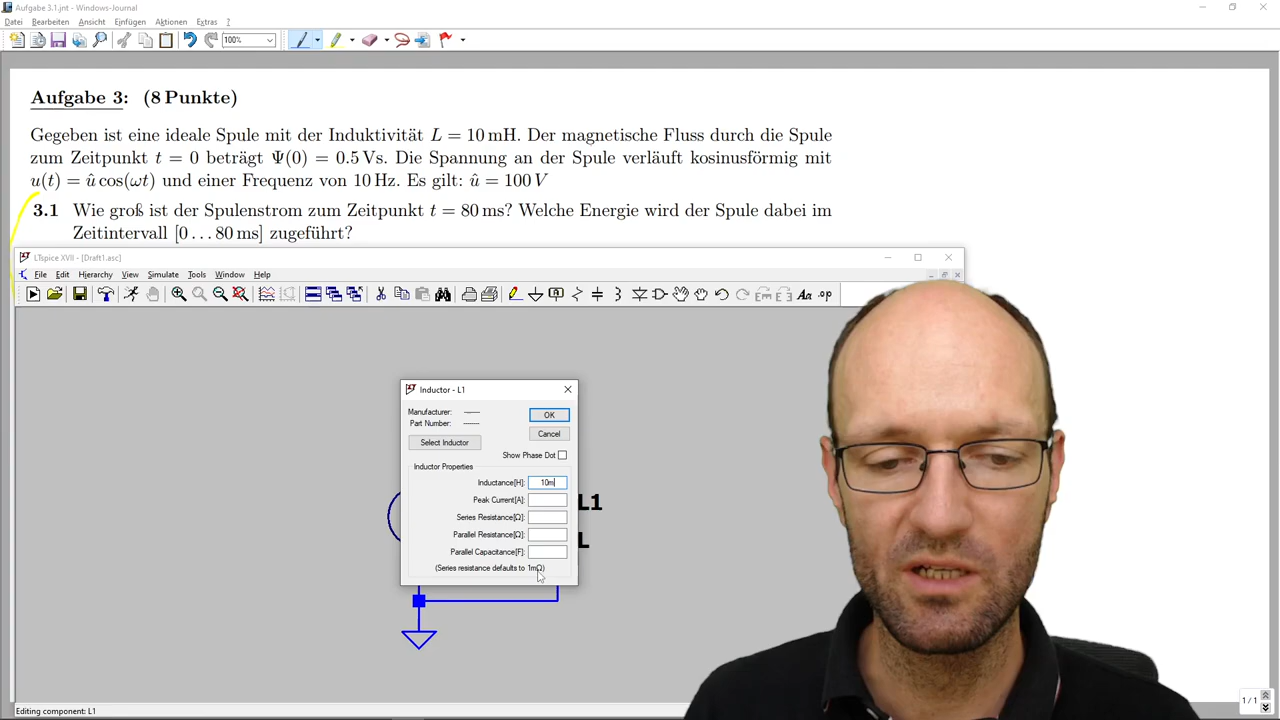 Aufgabe 3.1.jnt - Windows-Journal
Datei Bearbeiten Ansicht Einfügen Aktionen Extras ?
100%
Aufgabe 3: (8 Punkte)
Gegeben ist eine ideale Spule mit der Induktivität L = 10 mH. Der magnetische Fluss durch die Spule
zum Zeitpunkt t = 0 beträgt Ψ(0) = 0.5 Vs. Die Spannung an der Spule verläuft kosinusförmig mit
u(t) = û cos(ωt) und einer Frequenz von 10 Hz. Es gilt: û = 100 V
3.1 Wie groß ist der Spulenstrom zum Zeitpunkt t = 80 ms? Welche Energie wird der Spule dabei im
Zeitintervall [0 . . . 80 ms] zugeführt?
LTspice XVII - [Draft1.asc]
File Edit Hierarchy View Simulate Tools Window Help
Aa .op
Inductor - L1
Manufacturer: -------
Part Number: -------
OK
Cancel
Select Inductor
Show Phase Dot
Inductor Properties
Inductance[H]: 10m
Peak Current[A]:
Series Resistance[Ω]:
Parallel Resistance[Ω]:
Parallel Capacitance[F]:
(Series resistance defaults to 1mΩ)
L1
L
Editing component: L1
1/1